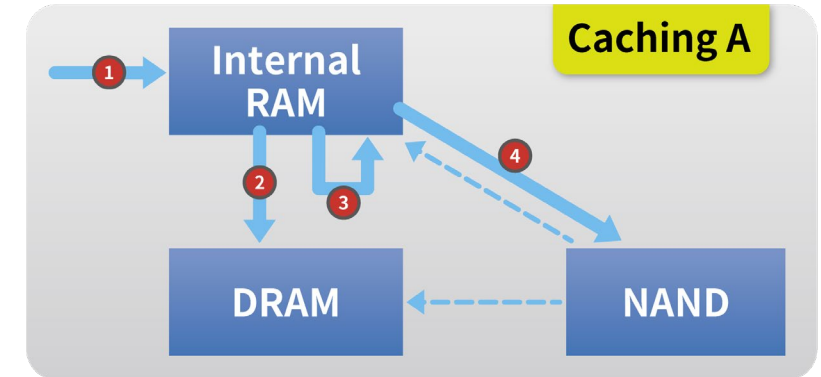 Caching A
1
Internal
RAM
4
2
3
DRAM
NAND